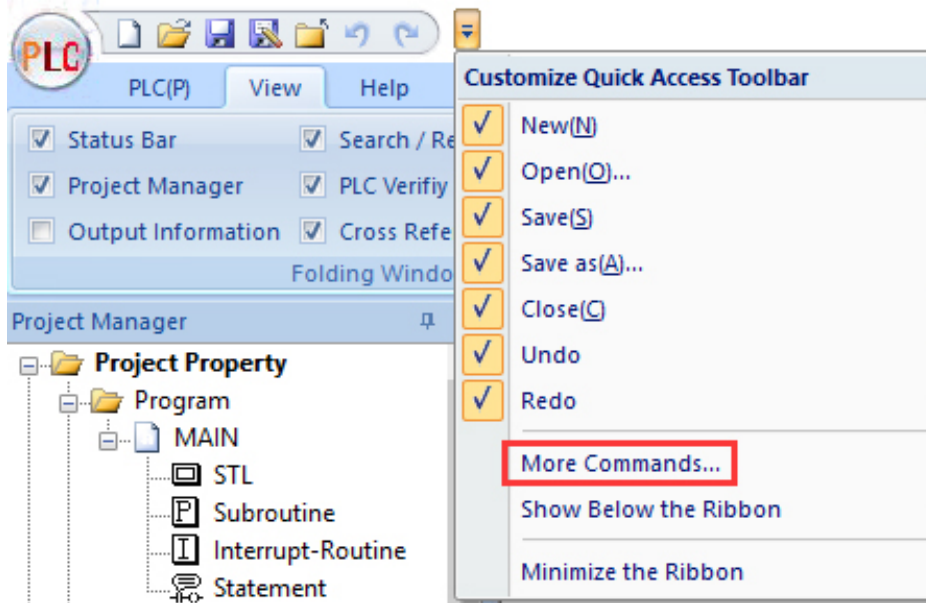 PLC
PLC(P) View Help
Status Bar
Search / Re
Project Manager
PLC Verifiy
Output Information
Cross Refe
Folding Windo
Project Manager
Project Property
Program
MAIN
STL
P Subroutine
I Interrupt-Routine
Statement
Customize Quick Access Toolbar
New(N)
Open(O)...
Save(S)
Save as(A)...
Close(C)
Undo
Redo
More Commands...
Show Below the Ribbon
Minimize the Ribbon